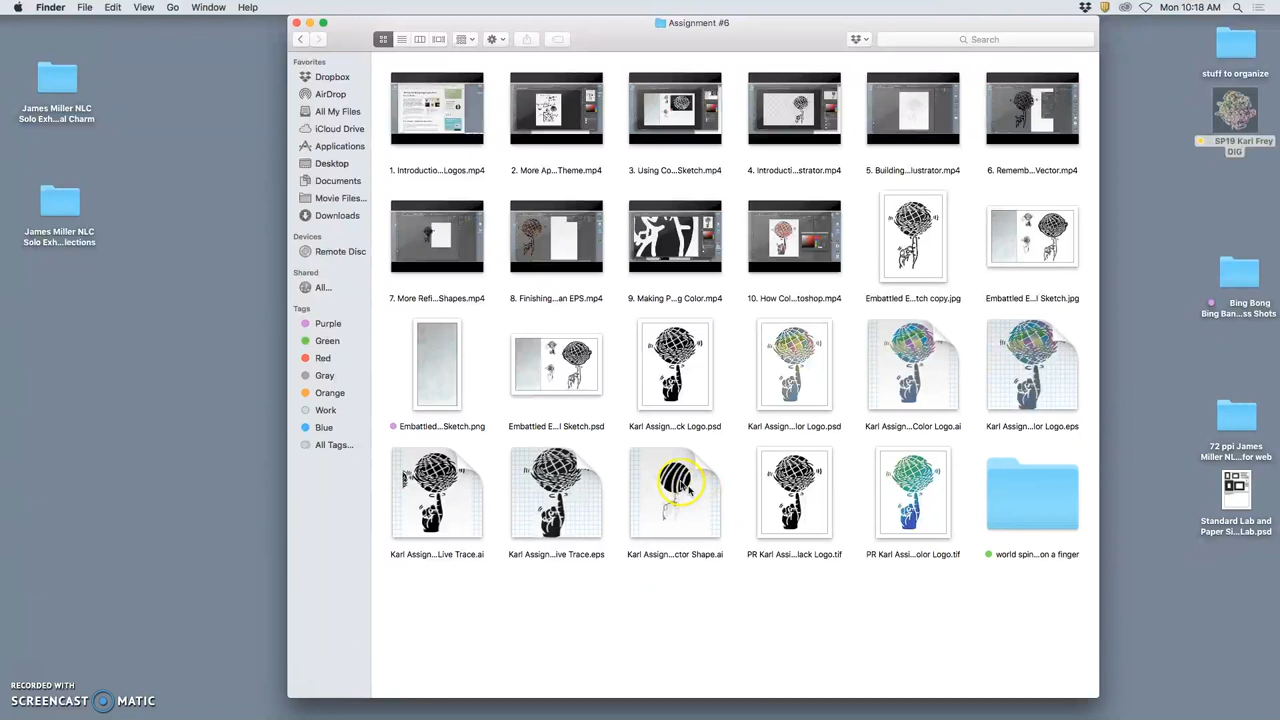 Finder File Edit View Go Window Help
Mon 10:18 AM
Assignment #6
Search
Favorites
Dropbox
AirDrop
All My Files
iCloud Drive
Applications
Desktop
Documents
Movie Files...
Downloads
Devices
Remote Disc
Shared
All...
Tags
Purple
Green
Red
Gray
Orange
Work
Blue
All Tags...
1. Introductio...Logos.mp4
2. More Ap...Theme.mp4
3. Using Co...Sketch.mp4
4. Introducti...strator.mp4
5. Building...lustrator.mp4
6. Rememb...Vector.mp4
7. More Refi...Shapes.mp4
8. Finishing...an EPS.mp4
9. Making P...g Color.mp4
10. How Col...toshop.mp4
Embattled E...tch copy.jpg
Embattled E...l Sketch.jpg
Embattled...Sketch.png
Embattled E...l Sketch.psd
Karl Assign...ck Logo.psd
Karl Assign...lor Logo.psd
Karl Assign...Color Logo.ai
Karl Assign...lor Logo.eps
Karl Assign...Live Trace.ai
Karl Assign...ive Trace.eps
Karl Assign...ctor Shape.ai
PR Karl Assi...lack Logo.tif
PR Karl Assi...olor Logo.tif
world spin...on a finger
James Miller NLC
Solo Exh...al Charm
James Miller NLC
Solo Exh...lections
stuff to organize
SP19 Karl Frey
DIG
Bing Bong
Bing Ban...ss Shots
72 ppi James
Miller NL...for web
Standard Lab and
Paper Si...Lab.psd
RECORDED WITH
SCREENCAST MATIC